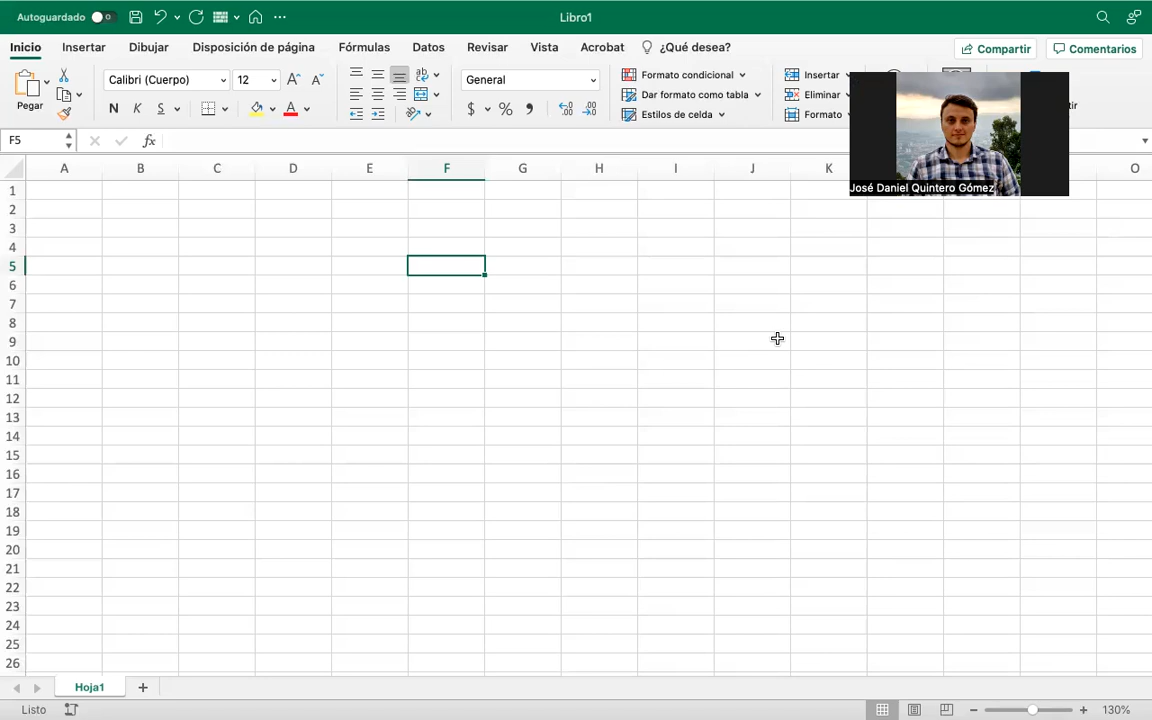 Autoguardado 0 Libro1
Inicio Insertar Dibujar Disposición de página Fórmulas Datos Revisar Vista Acrobat ¿Qué desea? Compartir Comentarios
Pegar
Calibri (Cuerpo) 12
N K S
A
General
$ %
Formato condicional
Dar formato como tabla
Estilos de celda
Insertar
Eliminar
Formato
José Daniel Quintero Gómez
F5 fx
A B C D E F G H I J K O
1
2
3
4
5
6
7
8
9
10
11
12
13
14
15
16
17
18
19
20
21
22
23
24
25
26
Hoja1 +
Listo 130%